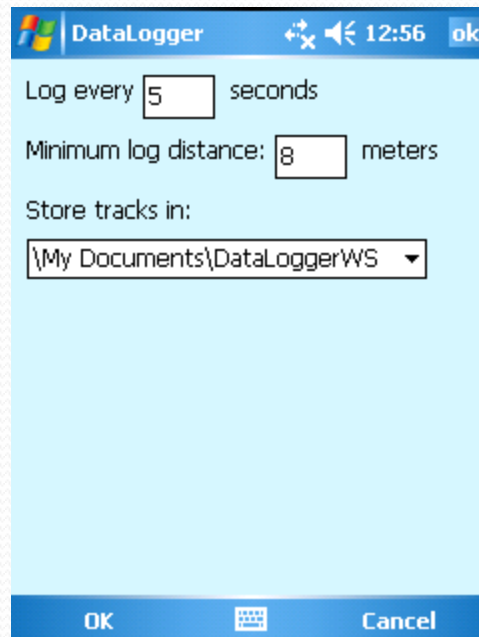 DataLogger 12:56 ok
Log every 5 seconds
Minimum log distance: 8 meters
Store tracks in:
\My Documents\DataLoggerWS
OK Cancel